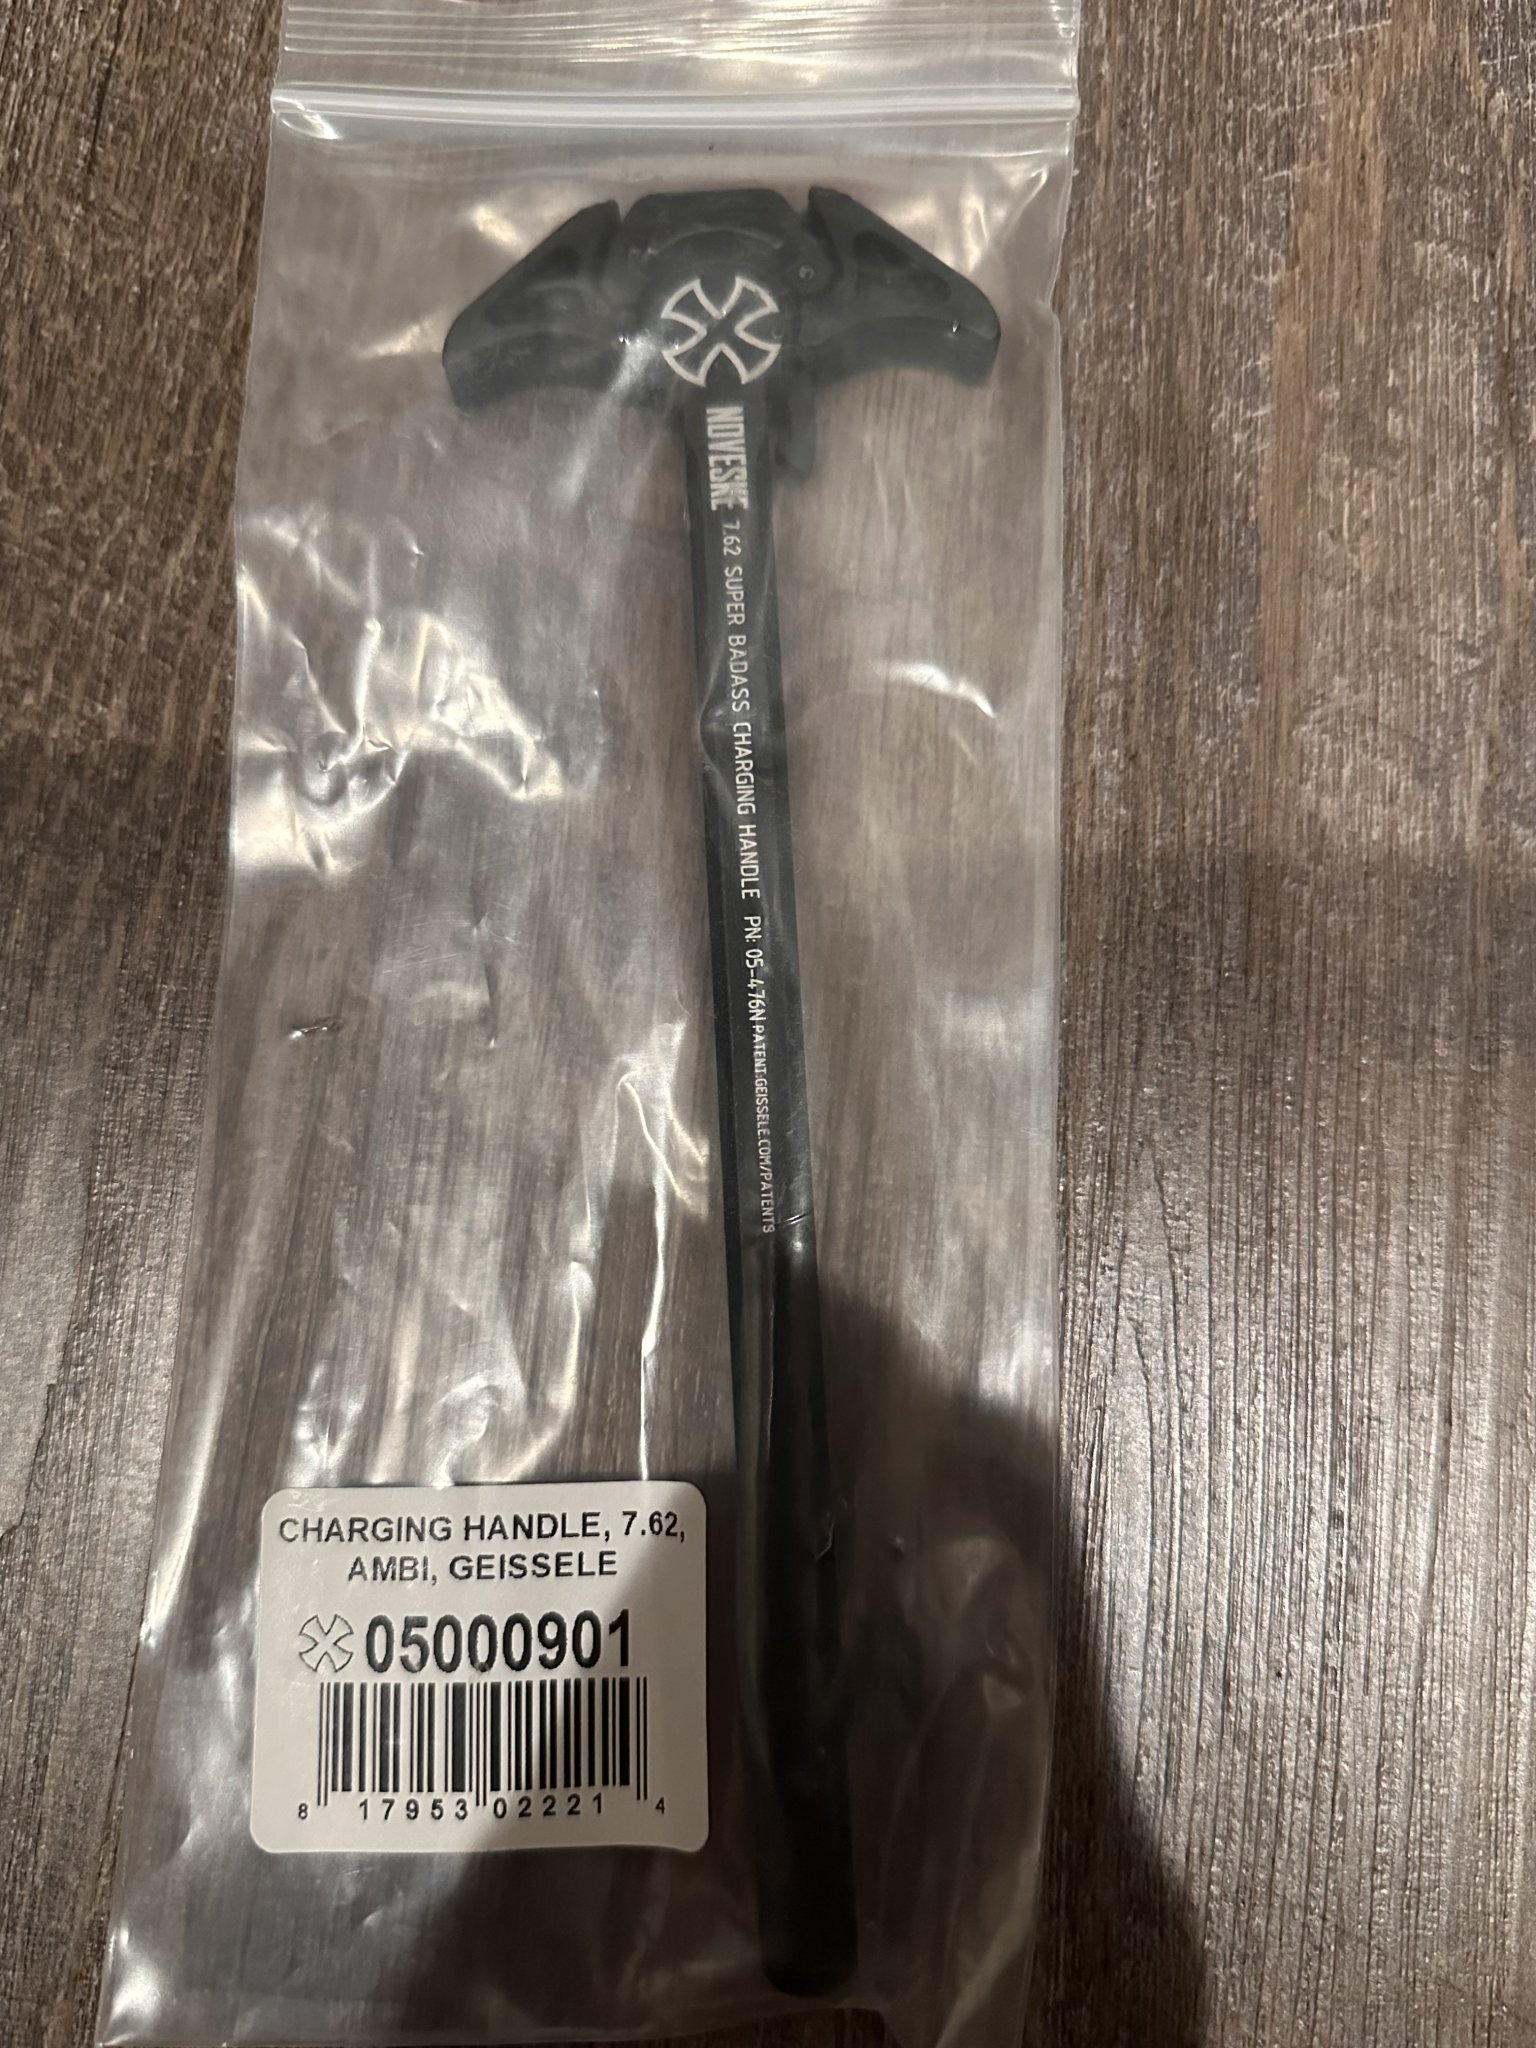 NOVESKE 7.62 SUPER BADASS CHARGING HANDLE PN: 05-476N PATENT:GEISSELE.COM/PATENTS
CHARGING HANDLE, 7.62,
AMBI, GEISSELE
05000901
8 17953 02221 4